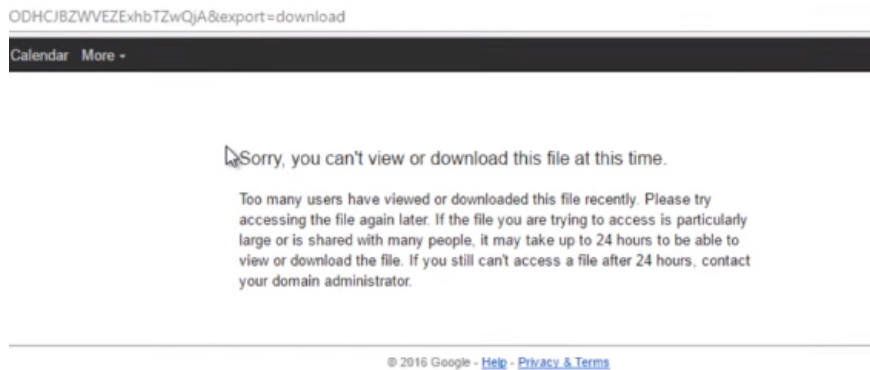 ODHCJBZWVEZExhbTZwQjA&export=download
Calendar More
Sorry, you can't view or download this file at this time.
Too many users have viewed or downloaded this file recently. Please try
accessing the file again later. If the file you are trying to access is particularly
large or is shared with many people, it may take up to 24 hours to be able to
view or download the file. If you still can't access a file after 24 hours, contact
your domain administrator.
© 2016 Google - Help - Privacy & Terms